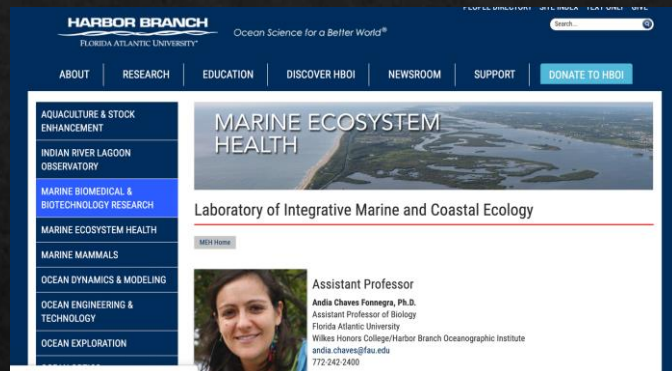 PEOPLE DIRECTORY SITE INDEX TEXT ONLY GIVE
HARBOR BRANCH
FLORIDA ATLANTIC UNIVERSITY
Ocean Science for a Better World®
Search...
ABOUT RESEARCH EDUCATION DISCOVER HBOI NEWSROOM SUPPORT DONATE TO HBOI
AQUACULTURE & STOCK
ENHANCEMENT
INDIAN RIVER LAGOON
OBSERVATORY
MARINE BIOMEDICAL &
BIOTECHNOLOGY RESEARCH
MARINE ECOSYSTEM HEALTH
MARINE MAMMALS
OCEAN DYNAMICS & MODELING
OCEAN ENGINEERING &
TECHNOLOGY
OCEAN EXPLORATION
MARINE ECOSYSTEM
HEALTH
Laboratory of Integrative Marine and Coastal Ecology
MEH Home
Assistant Professor
Andia Chaves Fonnegra, Ph.D.
Assistant Professor of Biology
Florida Atlantic University
Wilkes Honors College/Harbor Branch Oceanographic Institute
andia.chaves@fau.edu
772-242-2400